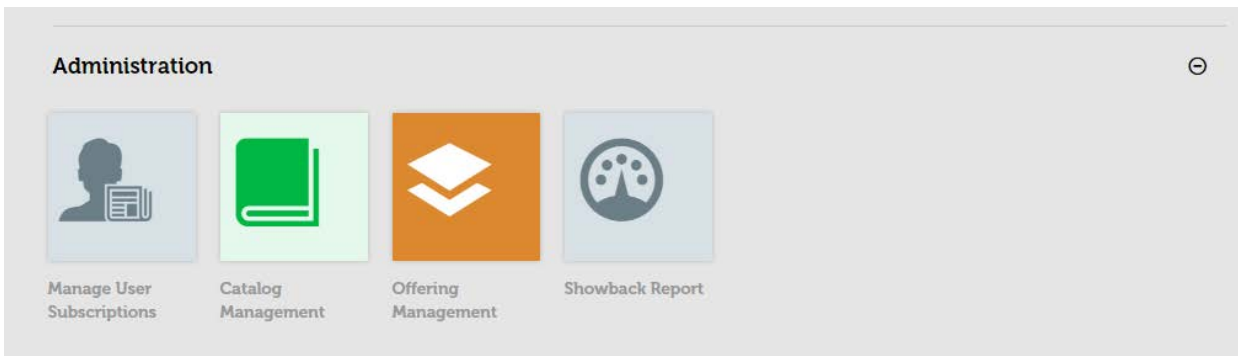 Administration
Manage User
Subscriptions
Catalog
Management
Offering
Management
Showback Report